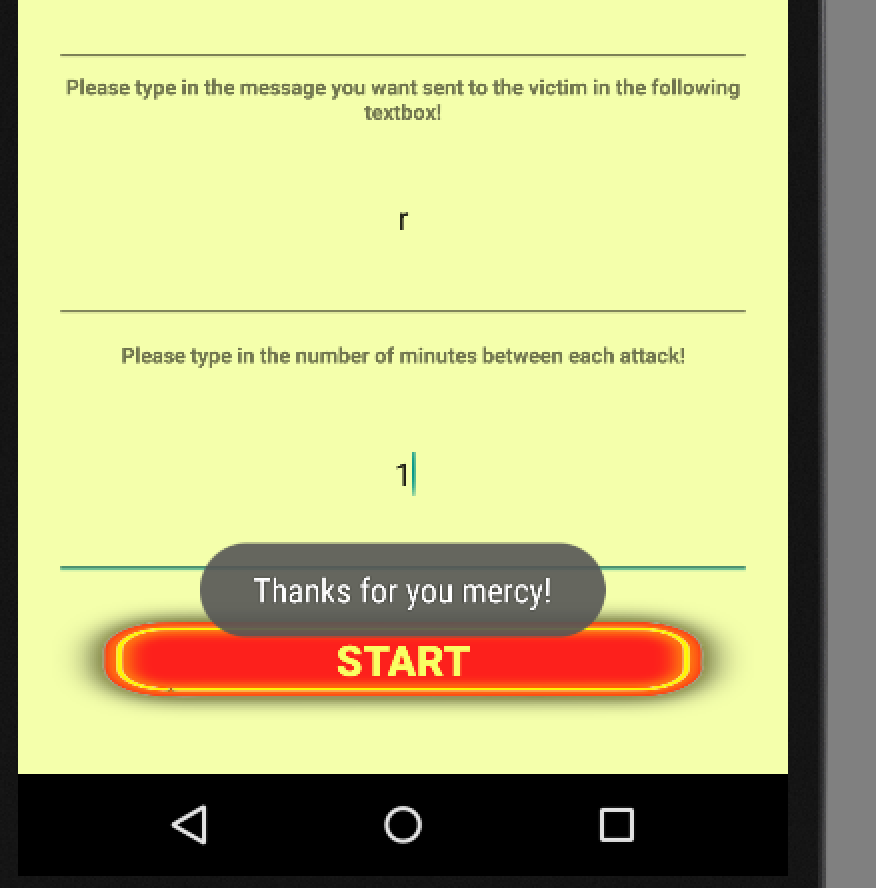 Please type in the message you want sent to the victim in the following
textbox!
r
Please type in the number of minutes between each attack!
1
Thanks for you mercy!
START